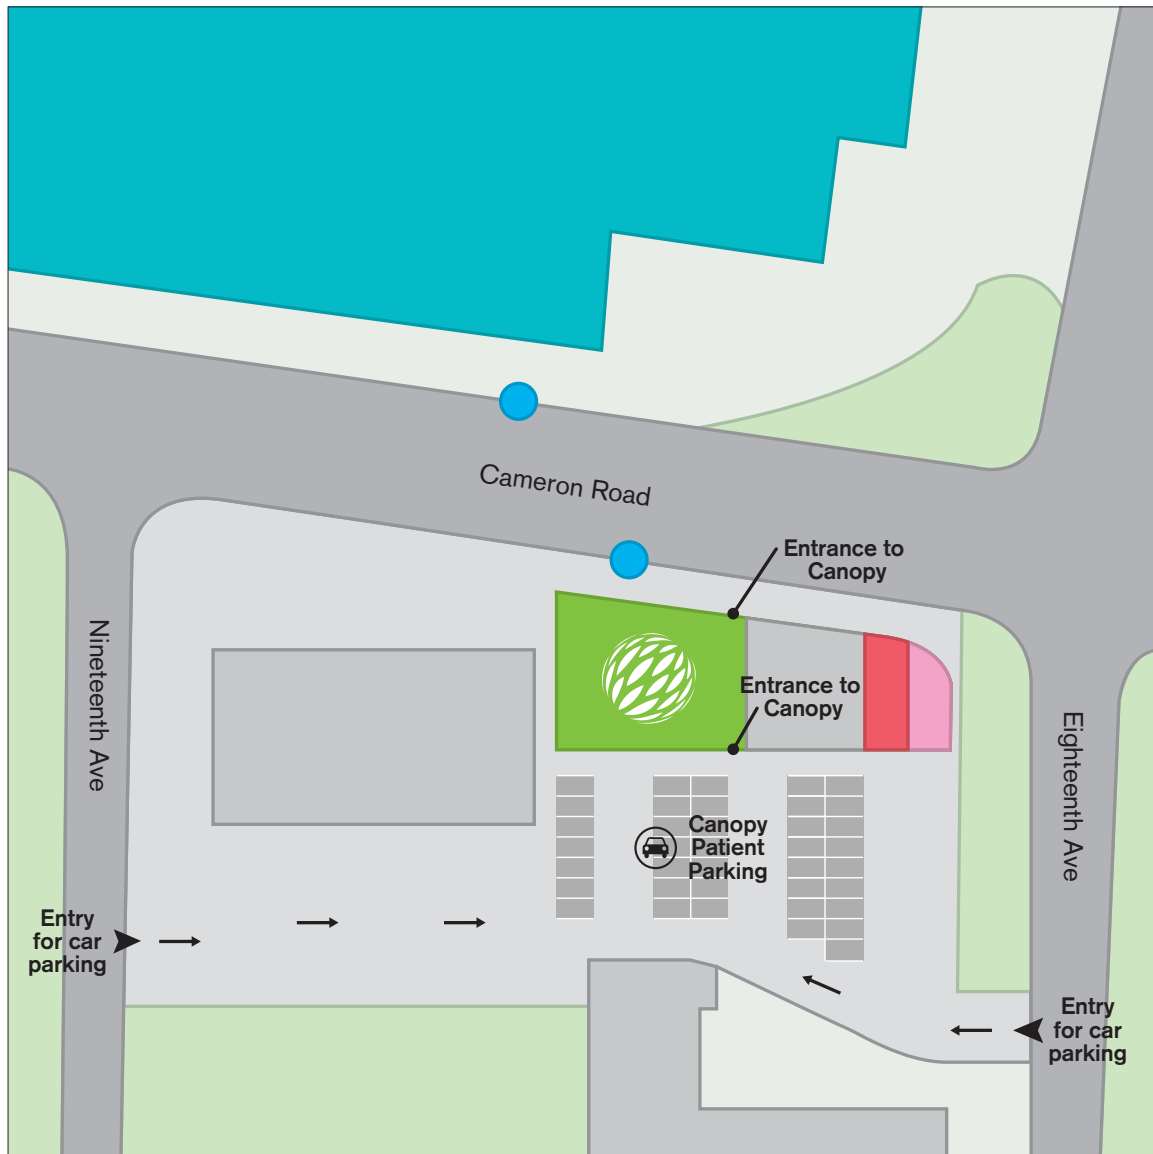 Cameron Road
Entrance to
Canopy
Nineteenth Ave
Entrance to
Canopy
Eighteenth Ave
Canopy
Patient
Parking
Entry
for car
parking
Entry
for car
parking